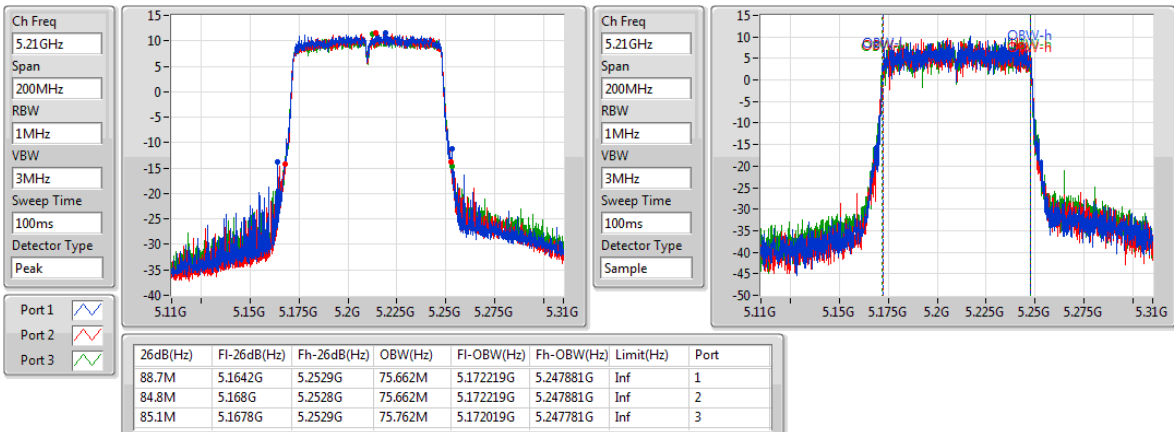 Ch Freq
5.21GHz
Span
200MHz
RBW
1MHz
VBW
3MHz
Sweep Time
100ms
Detector Type
Peak
15
10
5
0
-5
-10
-15
-20
-25
-30
-35
-40
5.11G 5.15G 5.175G 5.2G 5.225G 5.25G 5.31G
Ch Freq
5.21GHz
Span
200MHz
RBW
1MHz
VBW
3MHz
Sweep Time
100ms
Detector Type
Sample
15
10
5
0
-5
-10
-15
-20
-25
-30
-35
-40
-45
-50
OBW-h
5.11G 5.15G 5.175G 5.2G 5.225G 5.25G 5.31G
Port 1
Port 2
Port 3
26dB(Hz) Fl-26dB(Hz) Fh-26dB(Hz) OBW(Hz) Fl-OBW(Hz) Fh-OBW(Hz) Limit(Hz) Port
88.7M 5.1642G 5.2529G 75.662M 5.172219G 5.247881G Inf 1
84.8M 5.168G 5.2528G 75.662M 5.172219G 5.247881G Inf 2
85.1M 5.1678G 5.2529G 75.762M 5.172019G 5.247781G Inf 3